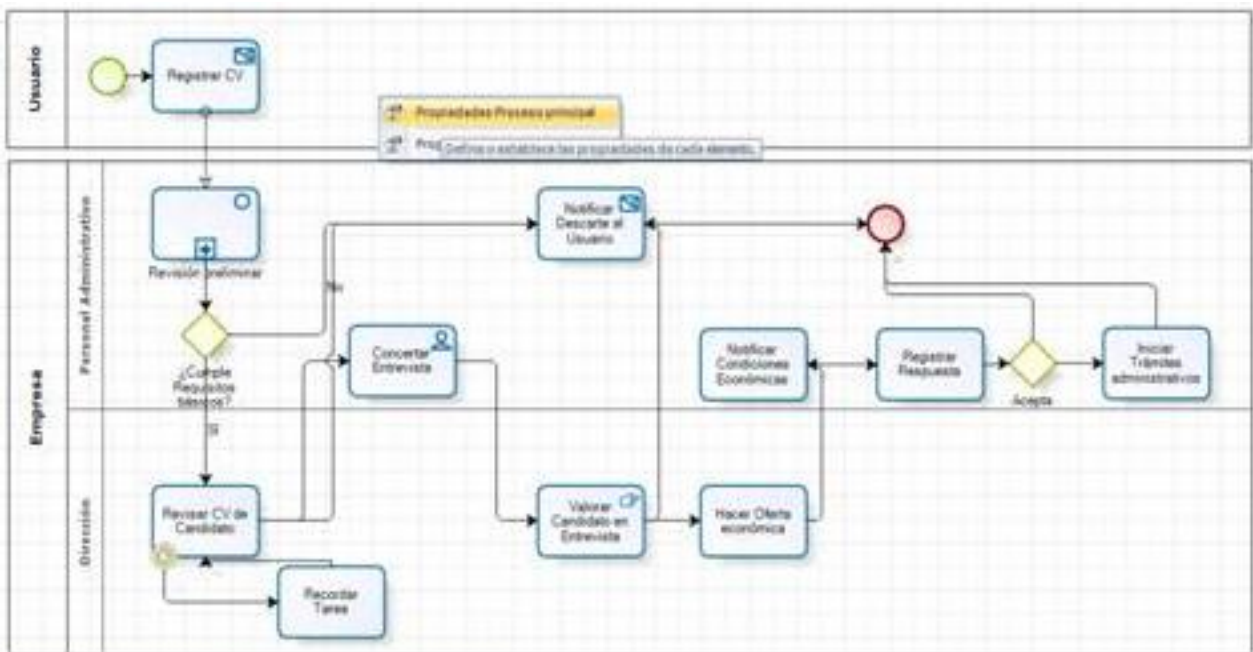 Usuario
Registrar CV
Propiedades Proceso principal
Define o establece las propiedades de cada elemento.
Empresa
Personal Administrativo
Revisión preliminar
Notificar
Descarte al
Usuario
No
¿Cumple
Requisitos
básicos?
Concertar
Entrevista
Notificar
Condiciones
Económicas
Registrar
Respuesta
Acepta
Iniciar
Trámites
administrativos
Sí
Dirección
Revisar CV de
Candidato
Valorar
Candidato en
Entrevista
Hacer Oferta
económica
Recordar
Tarea